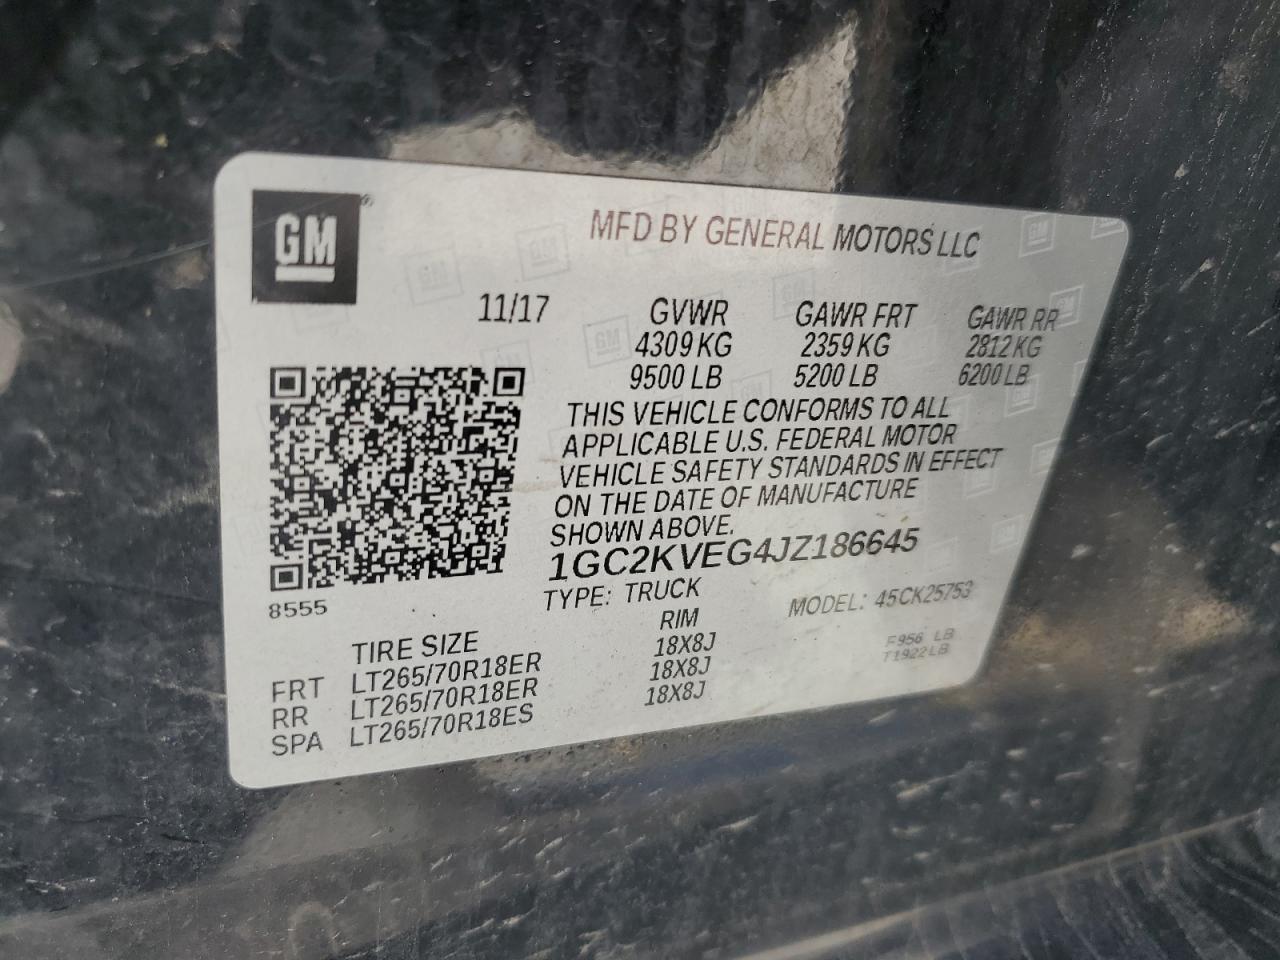 GM®
MFD BY GENERAL MOTORS LLC
11/17 GVWR GAWR FRT GAWR RR
4309 KG 2359 KG 2812 KG
9500 LB 5200 LB 6200 LB
THIS VEHICLE CONFORMS TO ALL
APPLICABLE U.S. FEDERAL MOTOR
VEHICLE SAFETY STANDARDS IN EFFECT
ON THE DATE OF MANUFACTURE
SHOWN ABOVE.
1GC2KVEG4JZ186645
8555
TYPE: TRUCK MODEL: 45CK25753
TIRE SIZE RIM
FRT LT265/70R18ER 18X8J F956 LB
RR LT265/70R18ER 18X8J T1922LB
SPA LT265/70R18ES 18X8J